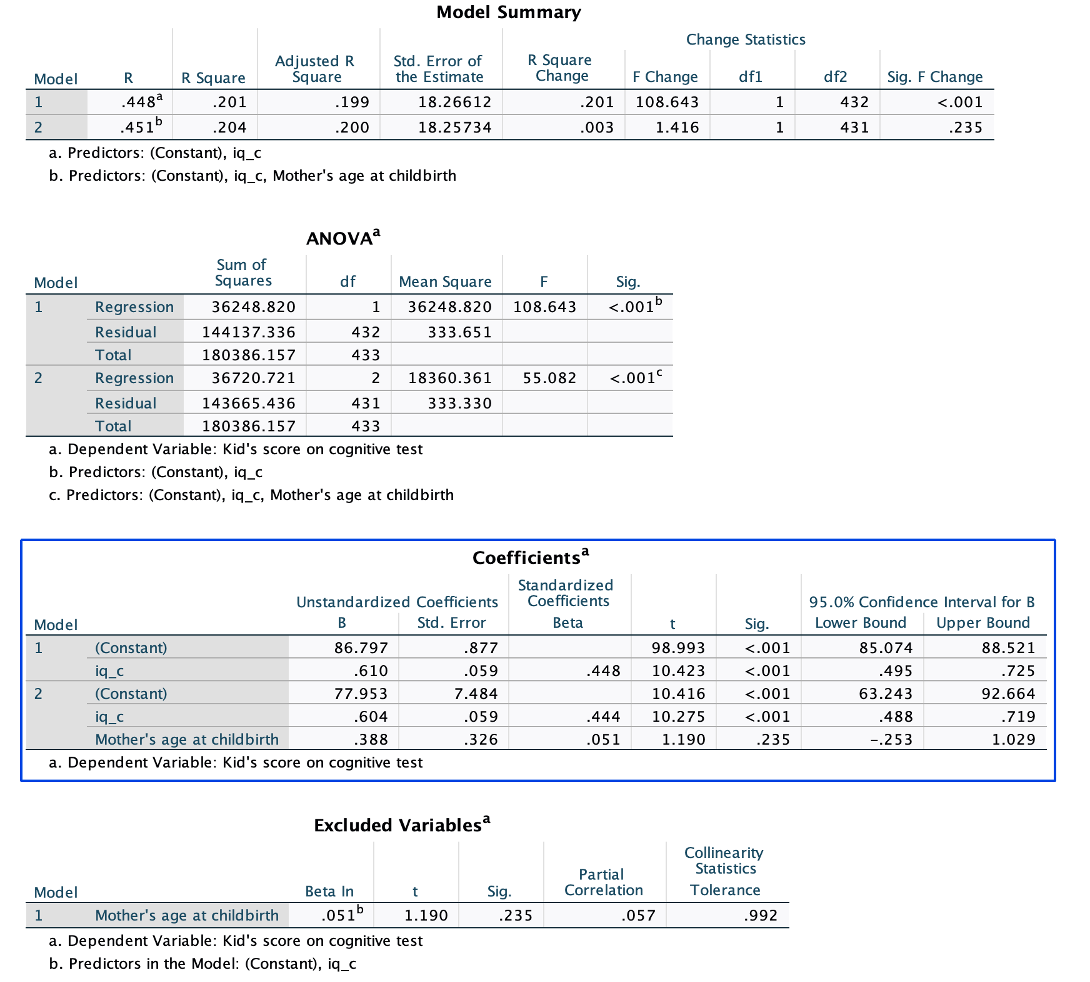 Model Summary
Change Statistics
Model R R Square Adjusted R Square Std. Error of the Estimate R Square Change F Change df1 df2 Sig. F Change
1 .448a .201 .199 18.26612 .201 108.643 1 432 <.001
2 .451b .204 .200 18.25734 .003 1.416 1 431 .235
a. Predictors: (Constant), iq_c
b. Predictors: (Constant), iq_c, Mother's age at childbirth
ANOVAa
Model Sum of Squares df Mean Square F Sig.
1 Regression 36248.820 1 36248.820 108.643 <.001b
Residual 144137.336 432 333.651
Total 180386.157 433
2 Regression 36720.721 2 18360.361 55.082 <.001c
Residual 143665.436 431 333.330
Total 180386.157 433
a. Dependent Variable: Kid's score on cognitive test
b. Predictors: (Constant), iq_c
c. Predictors: (Constant), iq_c, Mother's age at childbirth
Coefficientsa
Unstandardized Coefficients Standardized Coefficients 95.0% Confidence Interval for B
Model B Std. Error Beta t Sig. Lower Bound Upper Bound
1 (Constant) 86.797 .877 98.993 <.001 85.074 88.521
iq_c .610 .059 .448 10.423 <.001 .495 .725
2 (Constant) 77.953 7.484 10.416 <.001 63.243 92.664
iq_c .604 .059 .444 10.275 <.001 .488 .719
Mother's age at childbirth .388 .326 .051 1.190 .235 -.253 1.029
a. Dependent Variable: Kid's score on cognitive test
Excluded Variablesa
Collinearity Statistics
Model Beta In t Sig. Partial Correlation Tolerance
1 Mother's age at childbirth .051b 1.190 .235 .057 .992
a. Dependent Variable: Kid's score on cognitive test
b. Predictors in the Model: (Constant), iq_c